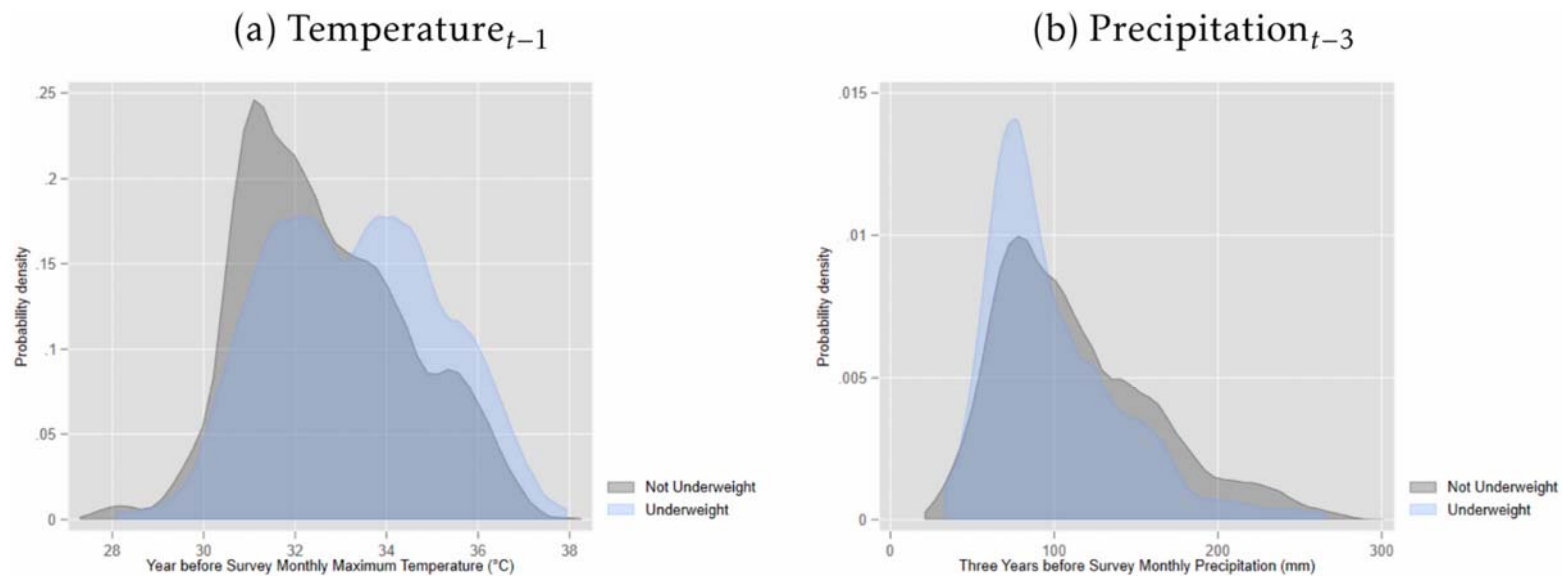 (a) Temperature t−1
.25
.2
.15
.1
.05
0
Probability density
28 30 32 34 36 38
Year before Survey Monthly Maximum Temperature (°C)
Not Underweight
Underweight
(b) Precipitation t−3
.015
.01
.005
0
Probability density
0 100 200 300
Three Years before Survey Monthly Precipitation (mm)
Not Underweight
Underweight